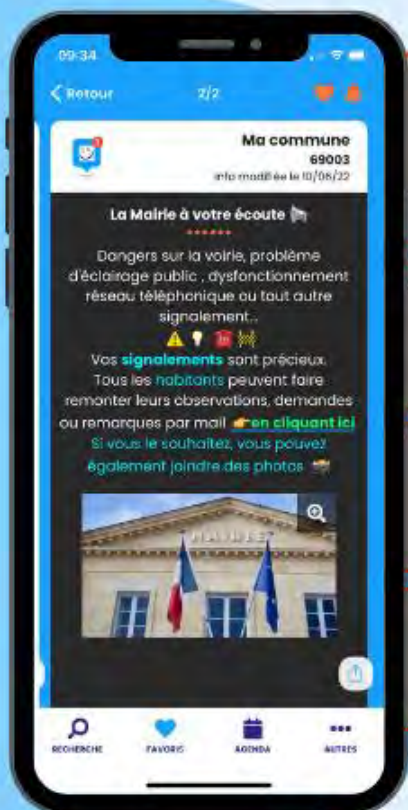 09:34
Retour
2/2
Ma commune
69003
Info modifiée le 10/06/22
La Mairie à votre écoute
Dangers sur la voirie, problème
d'éclairage public , dysfonctionnement
réseau téléphonique ou tout autre
signalement...
Vos signalements sont précieux.
Tous les habitants peuvent faire
remonter leurs observations, demandes
ou remarques par mail 👉en cliquant ici
Si vous le souhaitez, vous pouvez
également joindre des photos 📸
MAIRIE
RECHERCHE
FAVORIS
AGENDA
AUTRES